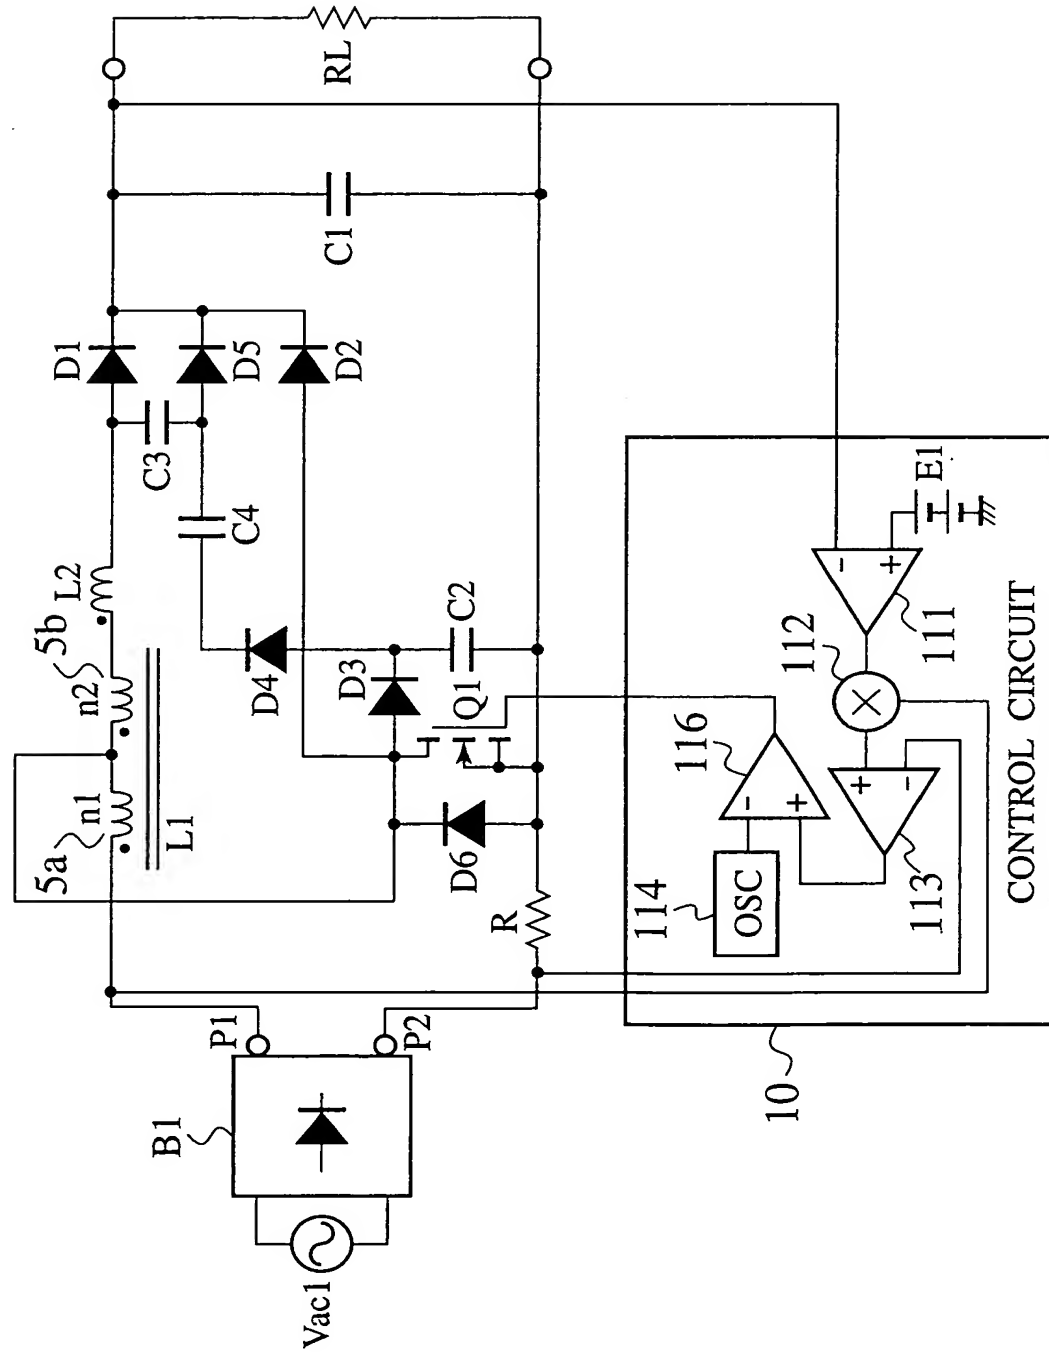 Vac1
B1
P1
P2
5a
n1
L1
n2
5b
L2
D1
C3
D5
C4
D2
D4
D3
C2
Q1
D6
R
C1
RL
10
114
OSC
116
-
+
113
+
-
112
111
-
+
E1
CONTROL CIRCUIT